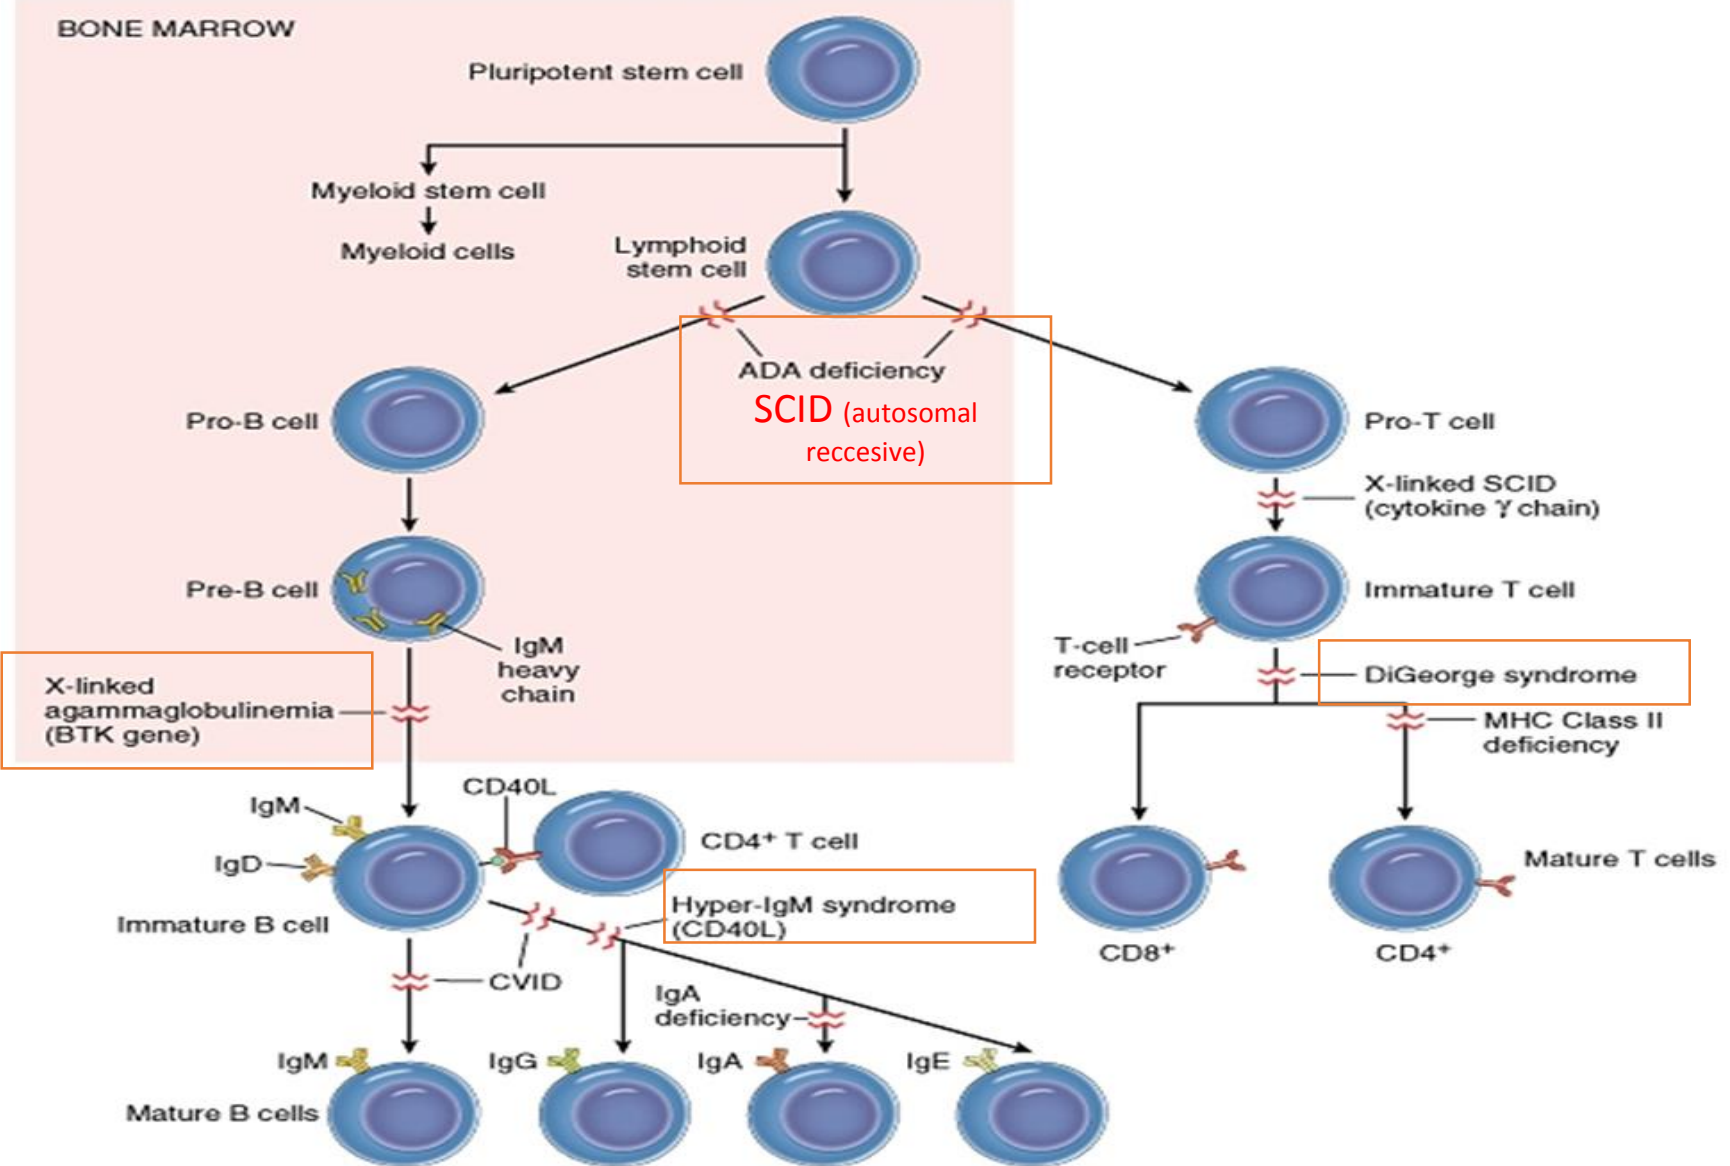 BONE MARROW
Pluripotent stem cell
Myeloid stem cell
Myeloid cells
Lymphoid
stem cell
ADA deficiency
SCID (autosomal
reccesive)
Pro-B cell
Pro-T cell
X-linked SCID
(cytokine γ chain)
Pre-B cell
Immature T cell
IgM
heavy
chain
T-cell
receptor
X-linked
agammaglobulinemia
(BTK gene)
DiGeorge syndrome
MHC Class II
deficiency
CD40L
IgM
IgD
CD4+ T cell
Immature B cell
Hyper-IgM syndrome
(CD40L)
Mature T cells
CD8+
CD4+
CVID
IgA
deficiency
IgM
IgG
IgA
IgE
Mature B cells